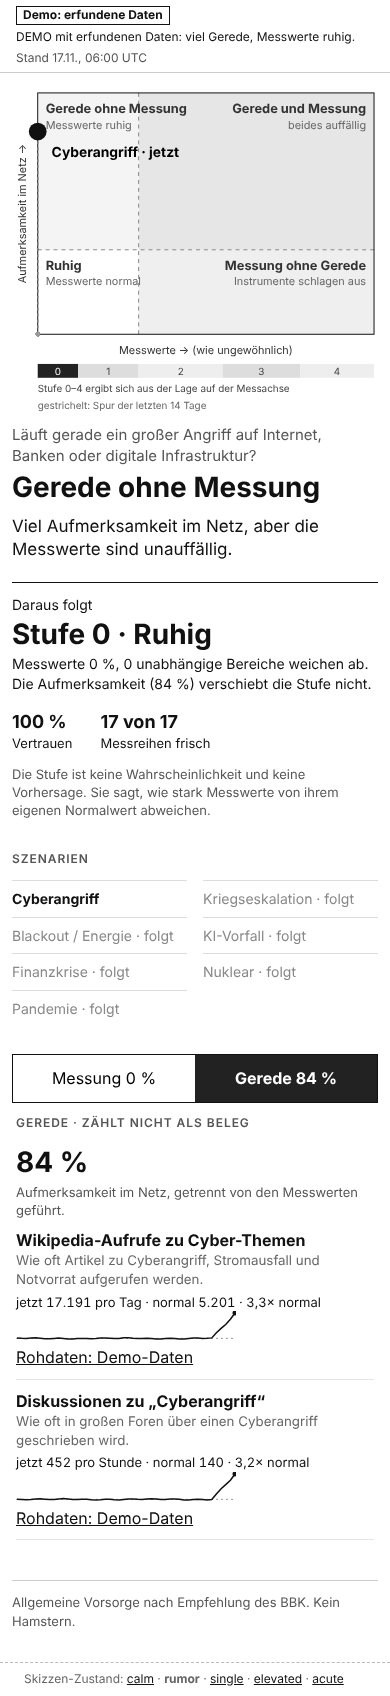 Demo: erfundene Daten
DEMO mit erfundenen Daten: viel Gerede, Messwerte ruhig.
Stand 17.11., 06:00 UTC
Gerede ohne Messung
Messwerte ruhig
Gerede und Messung
beides auffällig
Cyberangriff · jetzt
Aufmerksamkeit im Netz →
Ruhig
Messwerte normal
Messung ohne Gerede
Instrumente schlagen aus
Messwerte → (wie ungewöhnlich)
0 1 2 3 4
Stufe 0–4 ergibt sich aus der Lage auf der Messachse
gestrichelt: Spur der letzten 14 Tage
Läuft gerade ein großer Angriff auf Internet,
Banken oder digitale Infrastruktur?
Gerede ohne Messung
Viel Aufmerksamkeit im Netz, aber die
Messwerte sind unauffällig.
Daraus folgt
Stufe 0 · Ruhig
Messwerte 0 %, 0 unabhängige Bereiche weichen ab.
Die Aufmerksamkeit (84 %) verschiebt die Stufe nicht.
100 %
Vertrauen
17 von 17
Messreihen frisch
Die Stufe ist keine Wahrscheinlichkeit und keine
Vorhersage. Sie sagt, wie stark Messwerte von ihrem
eigenen Normalwert abweichen.
SZENARIEN
Cyberangriff
Kriegseskalation · folgt
Blackout / Energie · folgt
KI-Vorfall · folgt
Finanzkrise · folgt
Nuklear · folgt
Pandemie · folgt
Messung 0 %
Gerede 84 %
GEREDE · ZÄHLT NICHT ALS BELEG
84 %
Aufmerksamkeit im Netz, getrennt von den Messwerten
geführt.
Wikipedia-Aufrufe zu Cyber-Themen
Wie oft Artikel zu Cyberangriff, Stromausfall und
Notvorrat aufgerufen werden.
jetzt 17.191 pro Tag · normal 5.201 · 3,3× normal
Rohdaten: Demo-Daten
Diskussionen zu „Cyberangriff“
Wie oft in großen Foren über einen Cyberangriff
geschrieben wird.
jetzt 452 pro Stunde · normal 140 · 3,2× normal
Rohdaten: Demo-Daten
Allgemeine Vorsorge nach Empfehlung des BBK. Kein
Hamstern.
Skizzen-Zustand: calm · rumor · single · elevated · acute